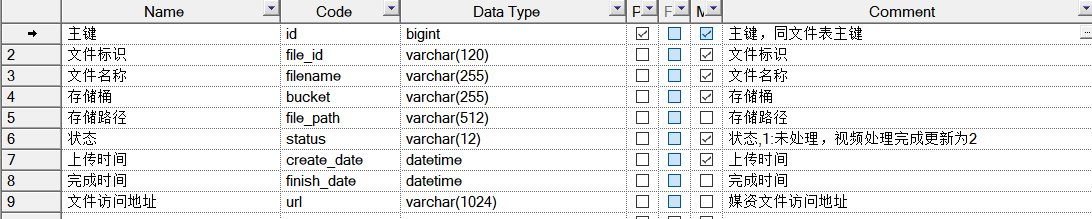 Name Code Data Type P F M Comment
主键 id bigint 主键，同文件表主键 ...
2 文件标识 file_id varchar(120) 文件标识
3 文件名称 filename varchar(255) 文件名称
4 存储桶 bucket varchar(255) 存储桶
5 存储路径 file_path varchar(512) 存储路径
6 状态 status varchar(12) 状态,1:未处理，视频处理完成更新为2
7 上传时间 create_date datetime 上传时间
8 完成时间 finish_date datetime 完成时间
9 文件访问地址 url varchar(1024) 媒资文件访问地址